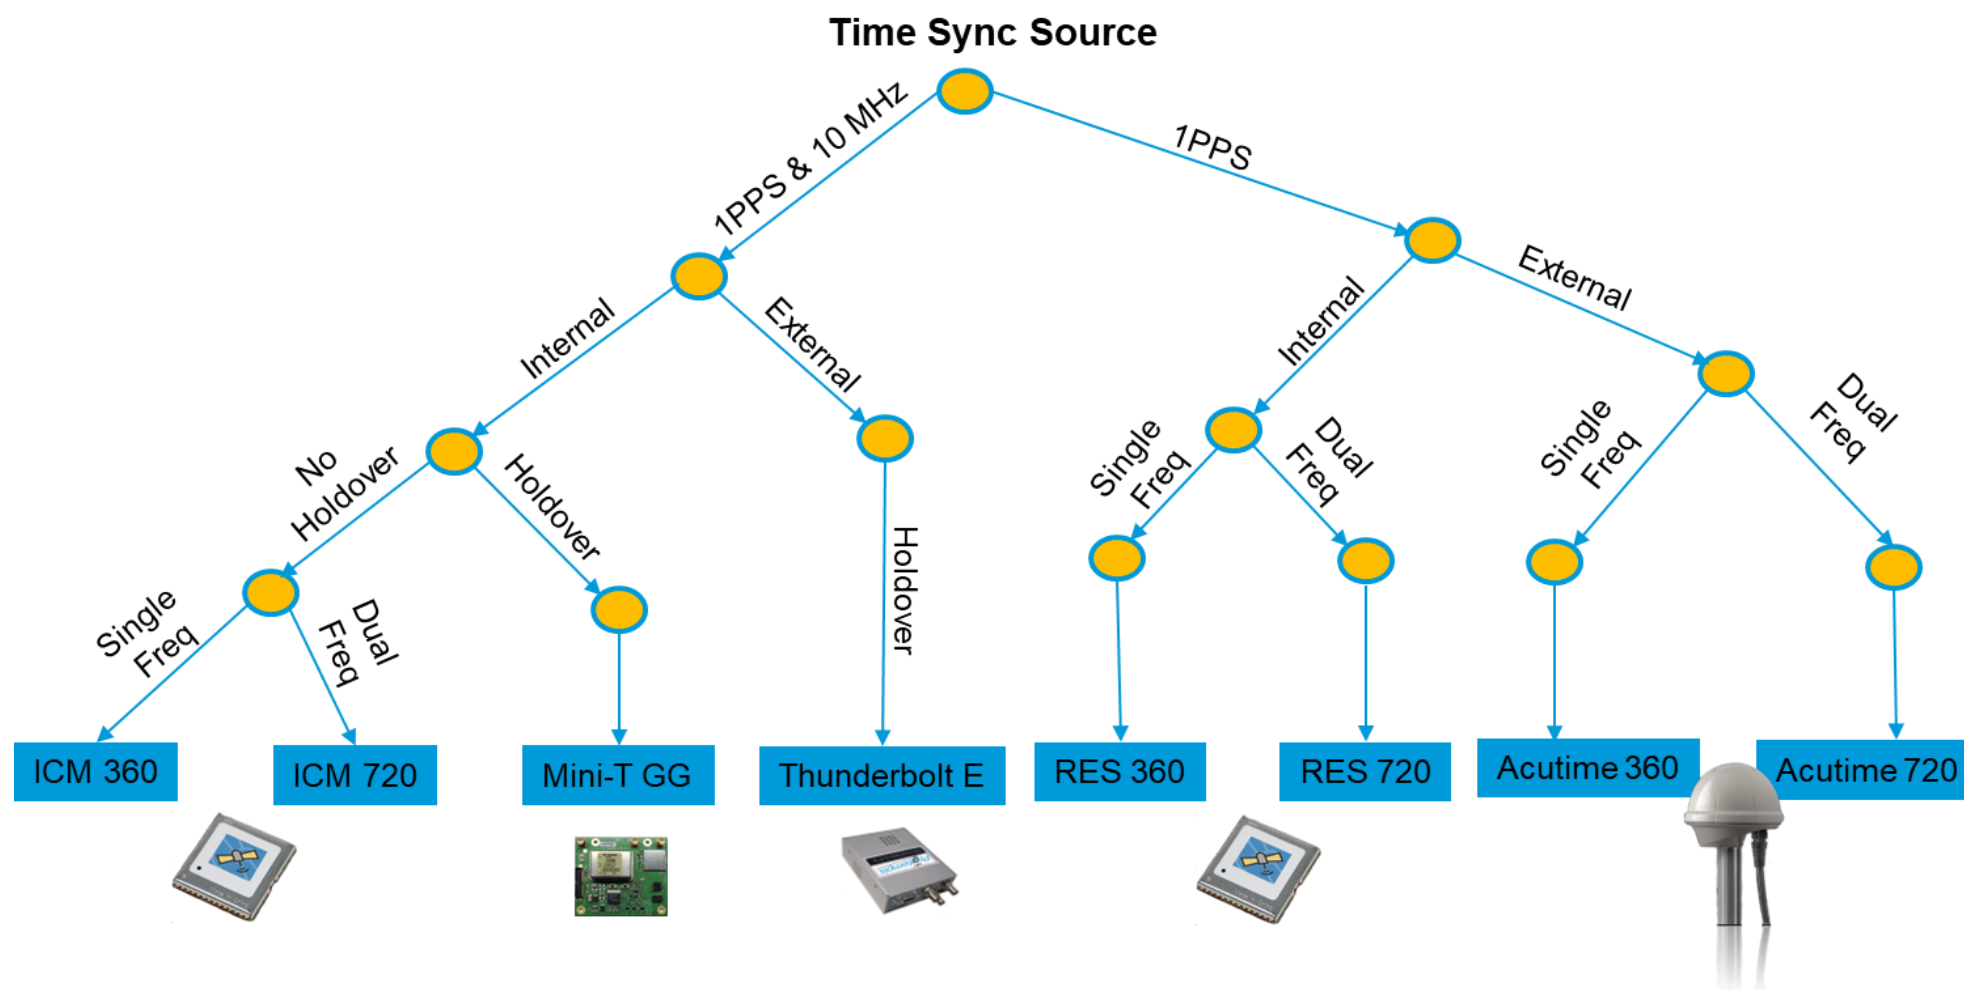 Time Sync Source
1PPS & 10 MHz
1PPS
Internal
External
Internal
External
No
Holdover
Holdover
Holdover
Single
Freq
Dual
Freq
Single
Freq
Dual
Freq
Single
Freq
Dual
Freq
ICM 360
ICM 720
Mini-T GG
Thunderbolt E
RES 360
RES 720
Acutime 360
Acutime 720